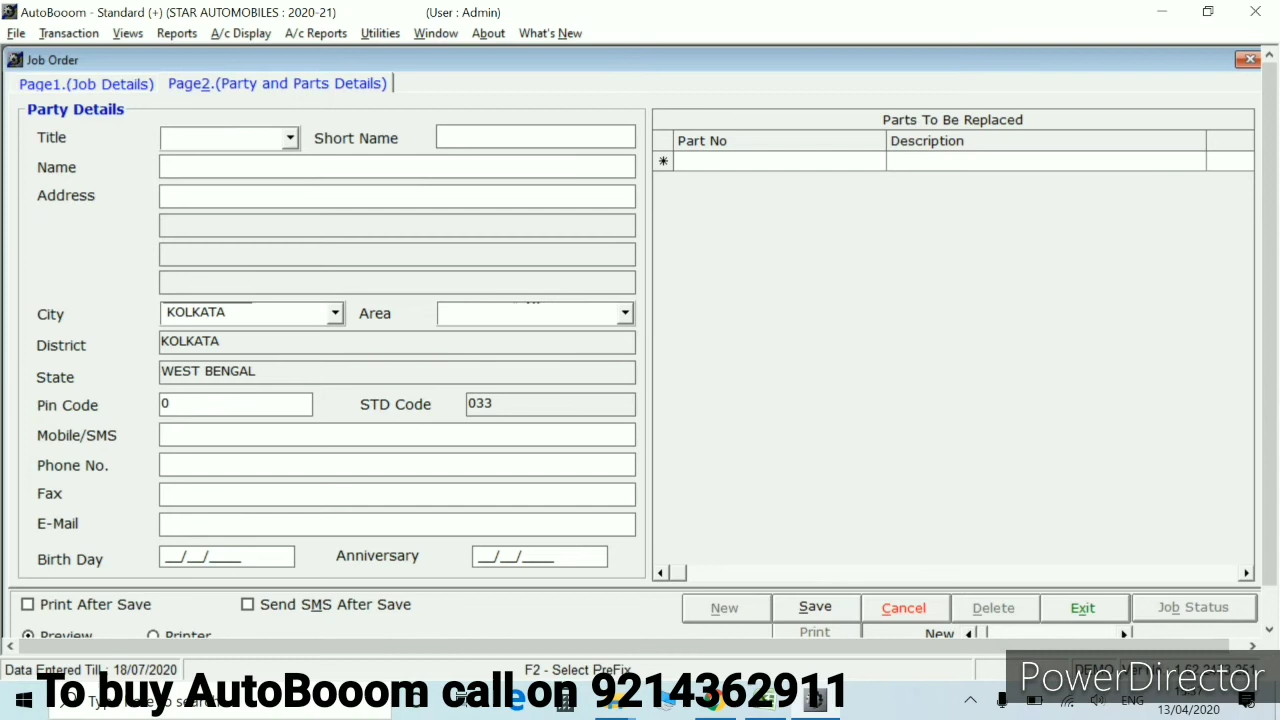 AutoBooom - Standard (+) (STAR AUTOMOBILES : 2020-21) (User : Admin)
File Transaction Views Reports A/c Display A/c Reports Utilities Window About What's New
Job Order
Page1.(Job Details) Page2.(Party and Parts Details)
Party Details
Title Short Name
Name
Address
City KOLKATA Area
District KOLKATA
State WEST BENGAL
Pin Code 0 STD Code 033
Mobile/SMS
Phone No.
Fax
E-Mail
Birth Day __/__/____ Anniversary __/__/____
Parts To Be Replaced
Part No Description
Print After Save Send SMS After Save
New Save Cancel Delete Exit Job Status
Preview Printer Print New
Data Entered Till : 18/07/2020 F2 - Select PreFix DEMO
To buy AutoBooom call on 9214362911
PowerDirector
ENG
13/04/2020